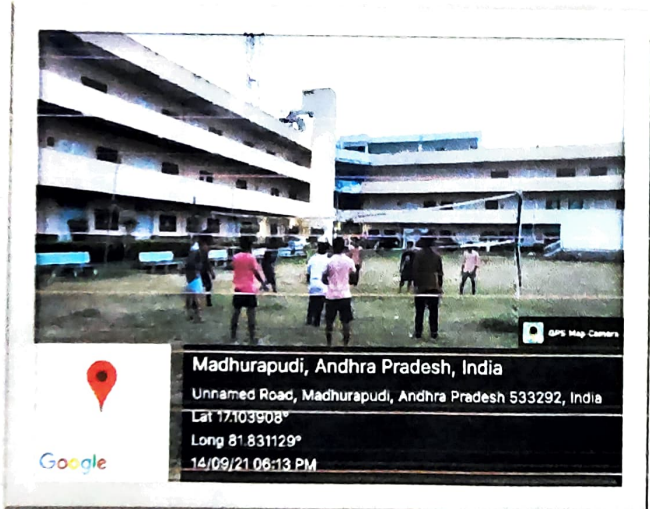 GPS Map Camera
Madhurapudi, Andhra Pradesh, India
Unnamed Road, Madhurapudi, Andhra Pradesh 533292, India
Lat 17.103908°
Long 81.831129°
14/09/21 06:13 PM
Google